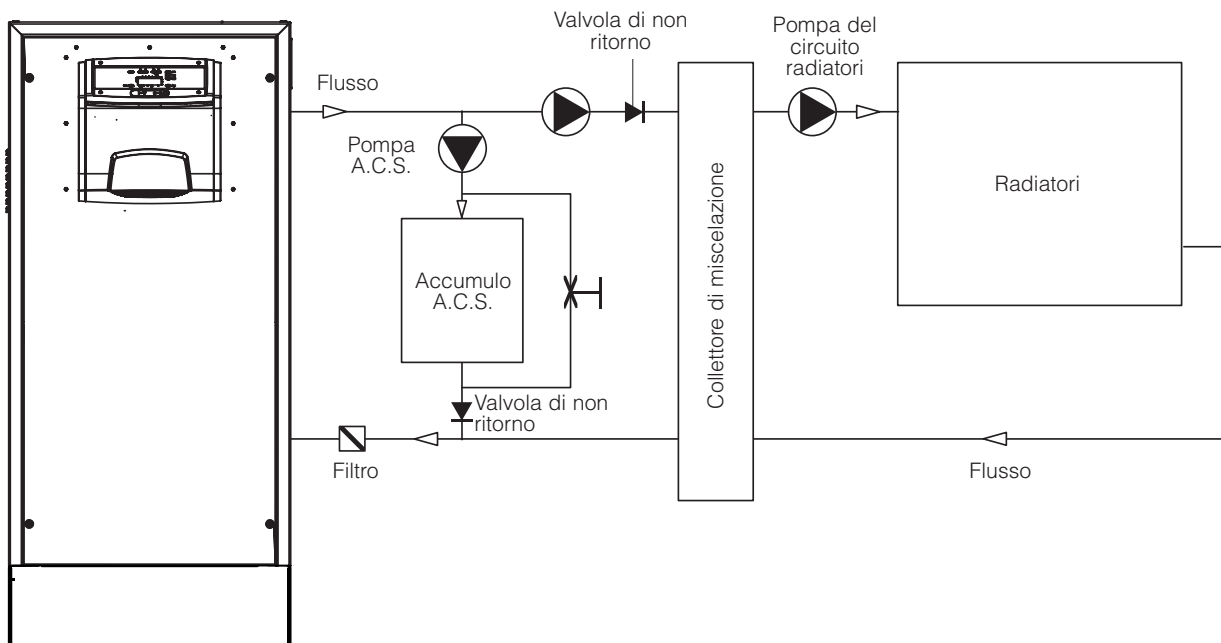 Valvola di non
ritorno
Pompa del
circuito
radiatori
Flusso
Pompa
A.C.S.
Radiatori
Collettore di miscelazione
Accumulo
A.C.S.
Valvola di non
ritorno
Filtro
Flusso